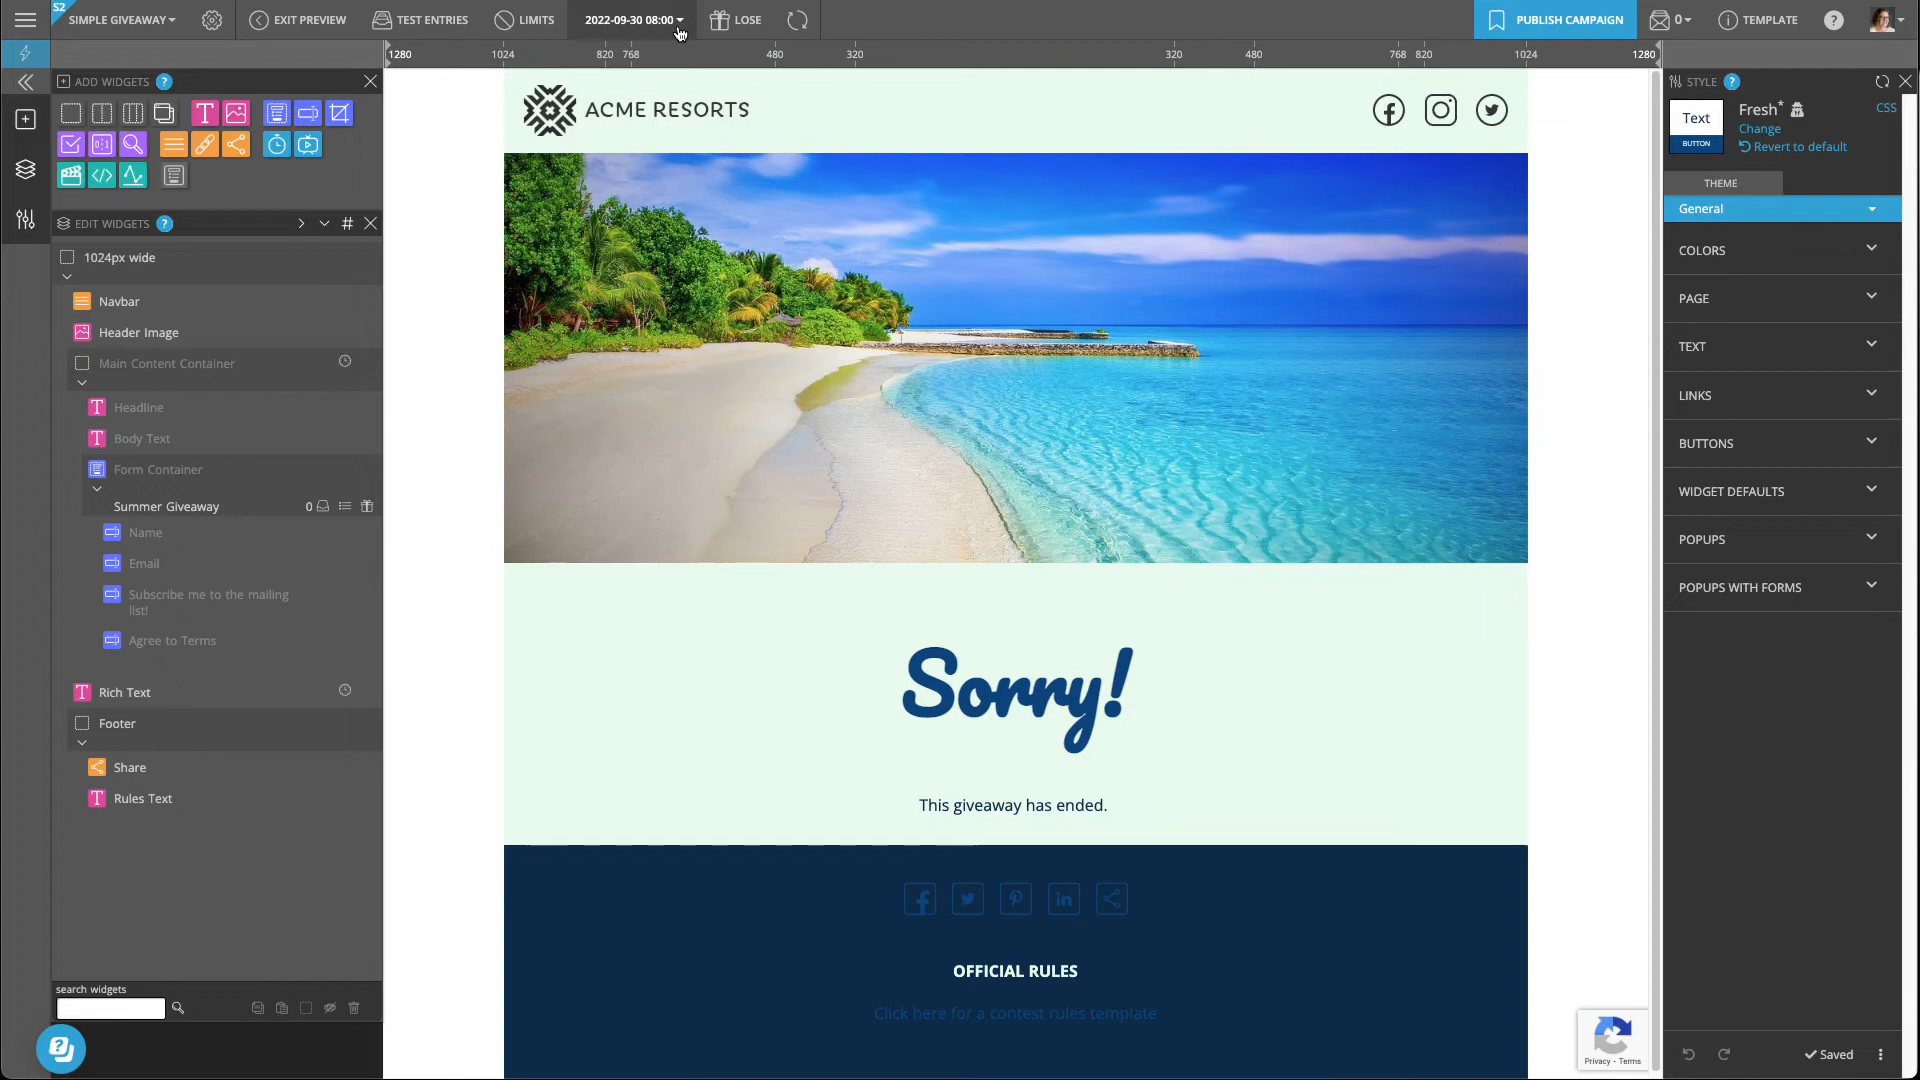 S2
SIMPLE GIVEAWAY
EXIT PREVIEW
TEST ENTRIES
LIMITS
2022-09-30 08:00
LOSE
PUBLISH CAMPAIGN
0
TEMPLATE
?
1280 1024 820 768 480 320 320 480 768 820 1024 1280
ADD WIDGETS ?
EDIT WIDGETS ? #
1024px wide
Navbar
Header Image
Main Content Container
Headline
Body Text
Form Container
Summer Giveaway 0
Name
Email
Subscribe me to the mailing
list!
Agree to Terms
Rich Text
Footer
Share
Rules Text
search widgets
?
ACME RESORTS
Sorry!
This giveaway has ended.
OFFICIAL RULES
Click here for a contest rules template
Privacy - Terms
STYLE ?
Text
BUTTON
Fresh*
CSS
Change
Revert to default
THEME
General
COLORS
PAGE
TEXT
LINKS
BUTTONS
WIDGET DEFAULTS
POPUPS
POPUPS WITH FORMS
Saved